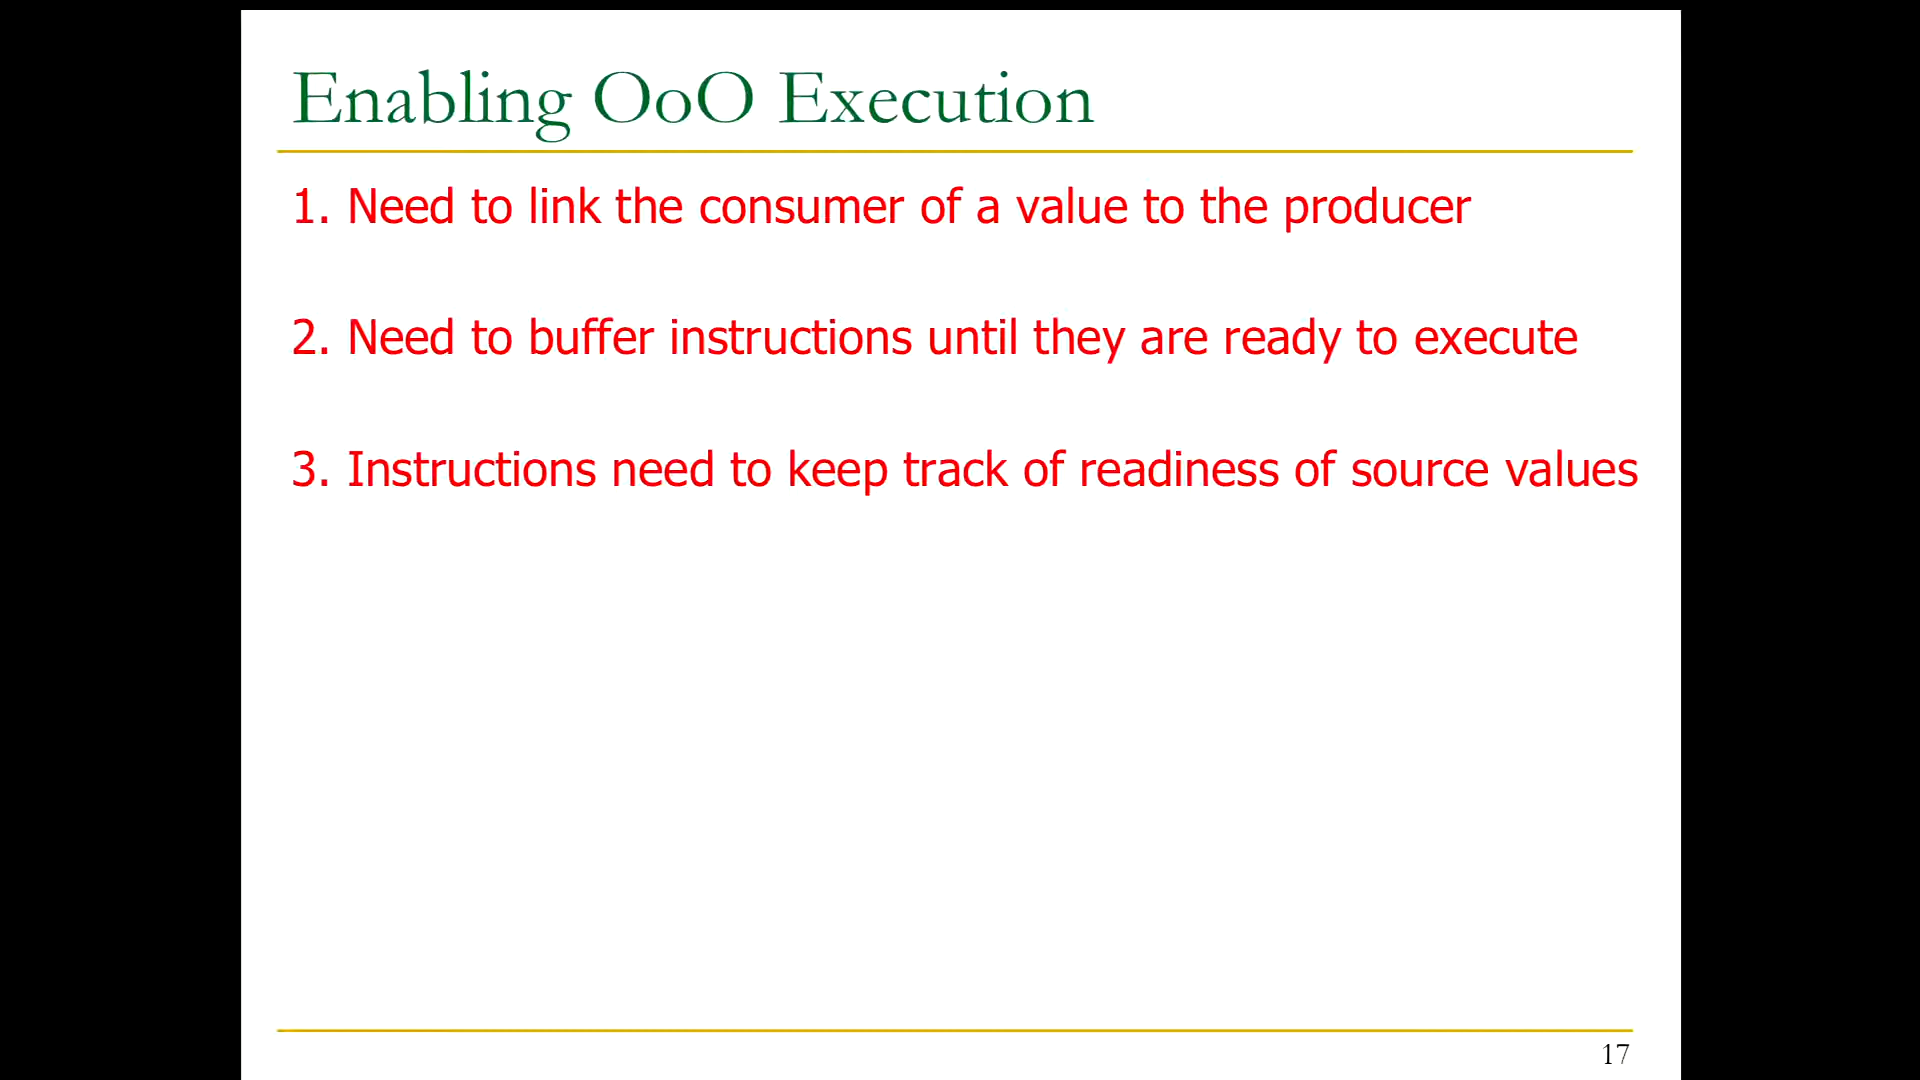 Enabling OoO Execution
1. Need to link the consumer of a value to the producer
2. Need to buffer instructions until they are ready to execute
3. Instructions need to keep track of readiness of source values
17